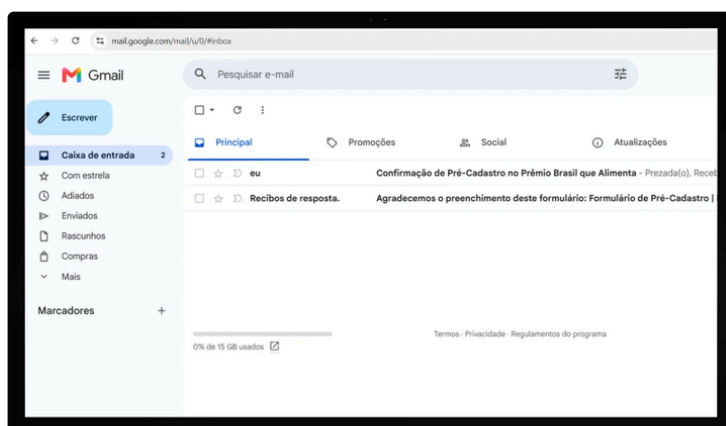 mail.google.com/mail/u/0/#inbox
Gmail
Pesquisar e-mail
Escrever
Principal
Promoções
Social
Atualizações
Caixa de entrada 2
eu Confirmação de Pré-Cadastro no Prêmio Brasil que Alimenta - Prezada(o), Receb
Com estrela
Recibos de resposta. Agradecemos o preenchimento deste formulário: Formulário de Pré-Cadastro |
Adiados
Enviados
Rascunhos
Compras
Mais
Marcadores +
0% de 15 GB usados
Termos · Privacidade · Regulamentos do programa